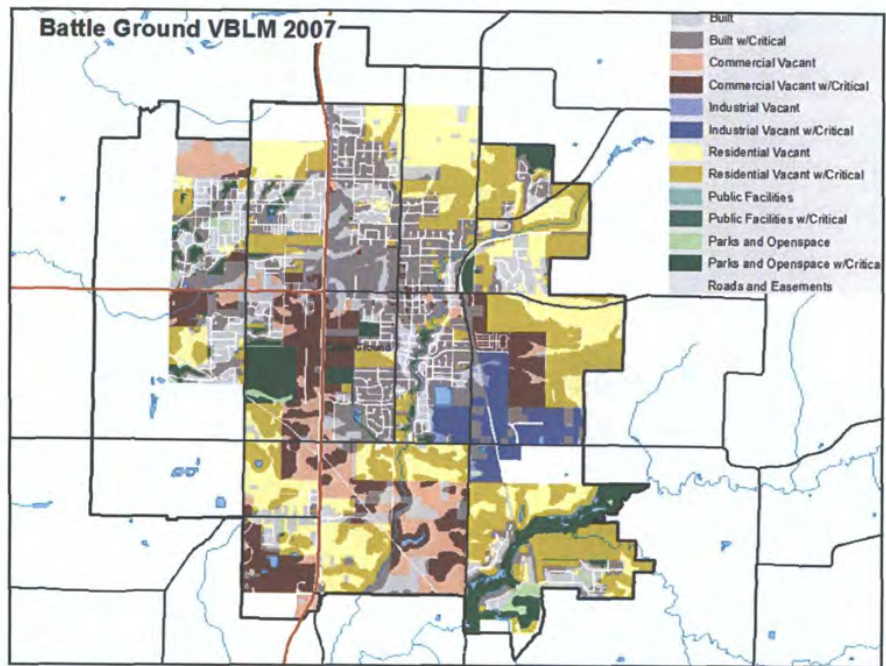 Battle Ground VBLM 2007
Built
Built w/Critical
Commercial Vacant
Commercial Vacant w/Critical
Industrial Vacant
Industrial Vacant w/Critical
Residential Vacant
Residential Vacant w/Critical
Public Facilities
Public Facilities w/Critical
Parks and Openspace
Parks and Openspace w/Critica
Roads and Easements
Ground